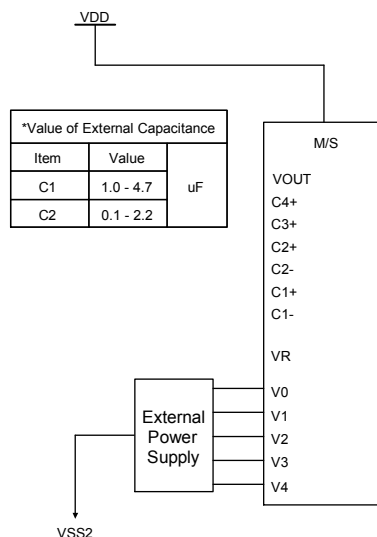 VDD
*Value of External Capacitance
Item Value
C1 1.0 - 4.7 uF
C2 0.1 - 2.2
M/S
VOUT
C4+
C3+
C2+
C2-
C1+
C1-
VR
V0
V1
V2
V3
V4
External
Power
Supply
VSS2